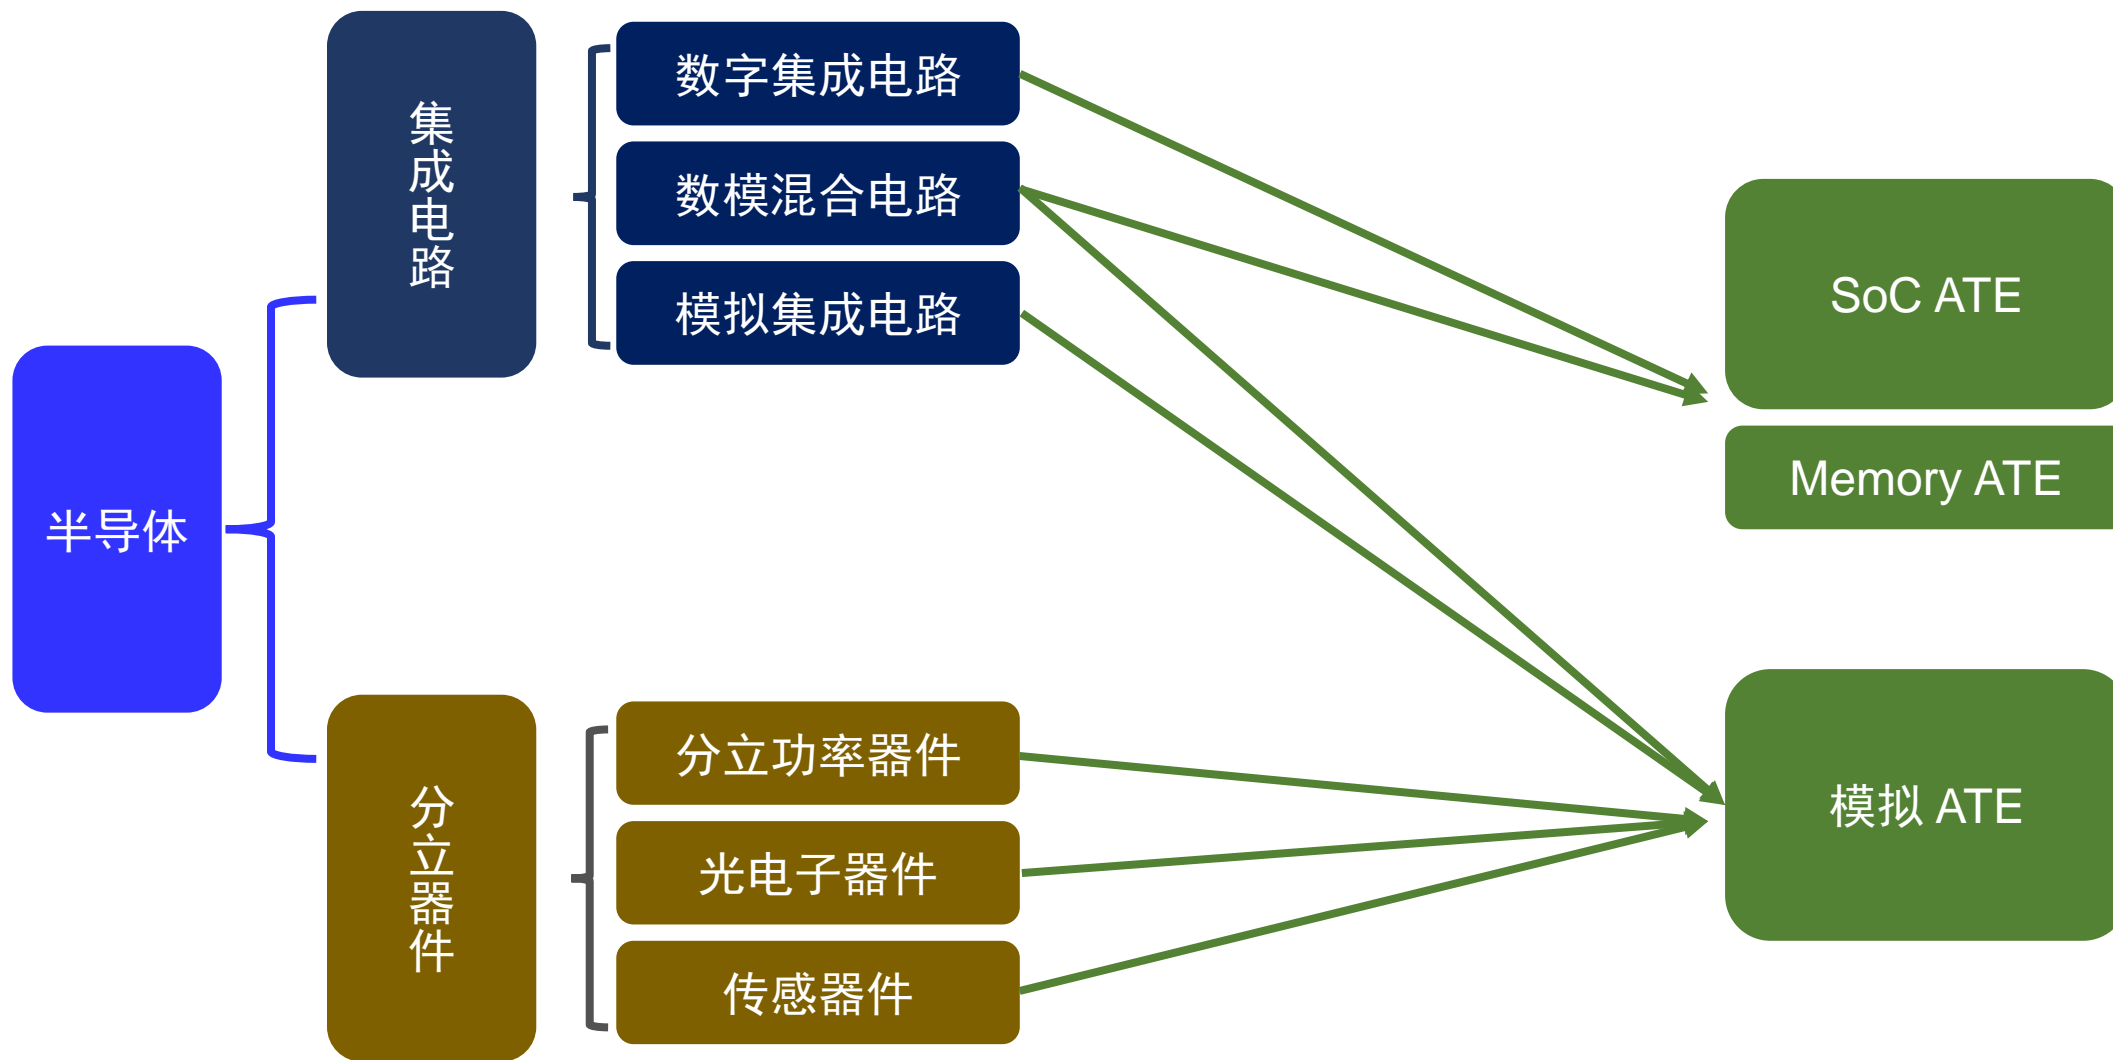 半导体
集成电路
数字集成电路
数模混合电路
模拟集成电路
分立器件
分立功率器件
光电子器件
传感器件
SoC ATE
Memory ATE
模拟 ATE